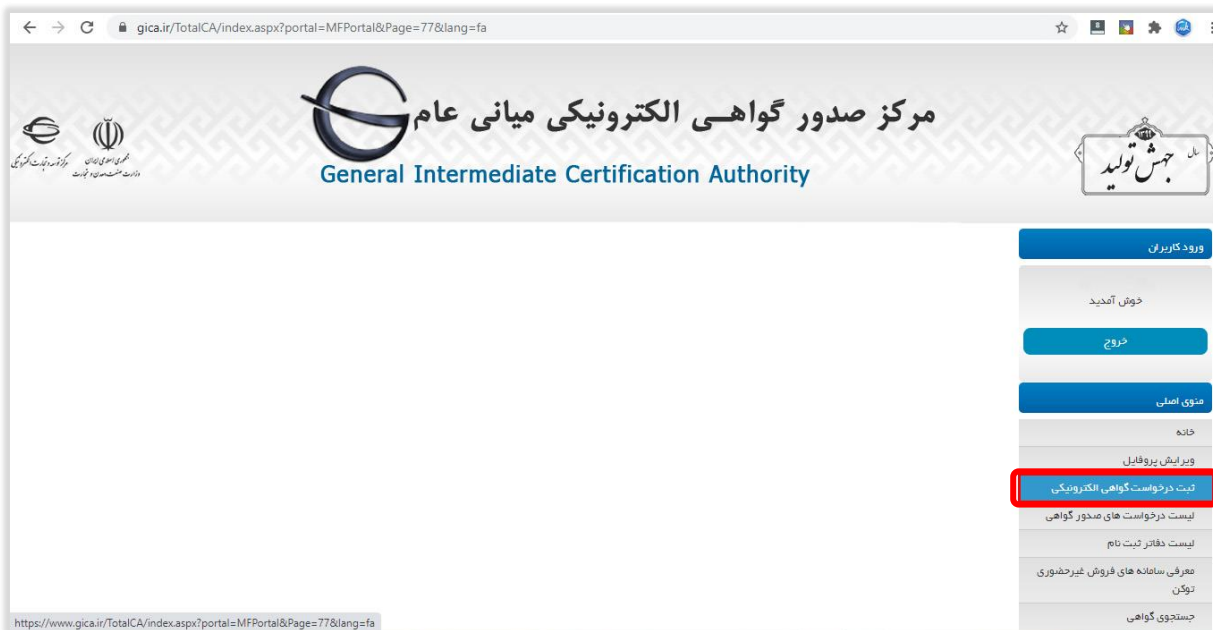 gica.ir/TotalCA/index.aspx?portal=MFPortal&Page=77&lang=fa
مرکز صدور گواهــی الکترونیکی میانی عام
General Intermediate Certification Authority
جمهوری اسلامی ایران
وزارت صنعت، معدن و تجارت
مرکز توسعه تجارت الکترونیکی
سال
جهش تولید
ورود کاربران
خوش آمدید
خروج
منوی اصلی
خانه
ویرایش پروفایل
ثبت درخواست گواهی الکترونیکی
لیست درخواست های صدور گواهی
لیست دفاتر ثبت نام
معرفی سامانه های فروش غیرحضوری
توکن
جستجوی گواهی
https://www.gica.ir/TotalCA/index.aspx?portal=MFPortal&Page=77&lang=fa